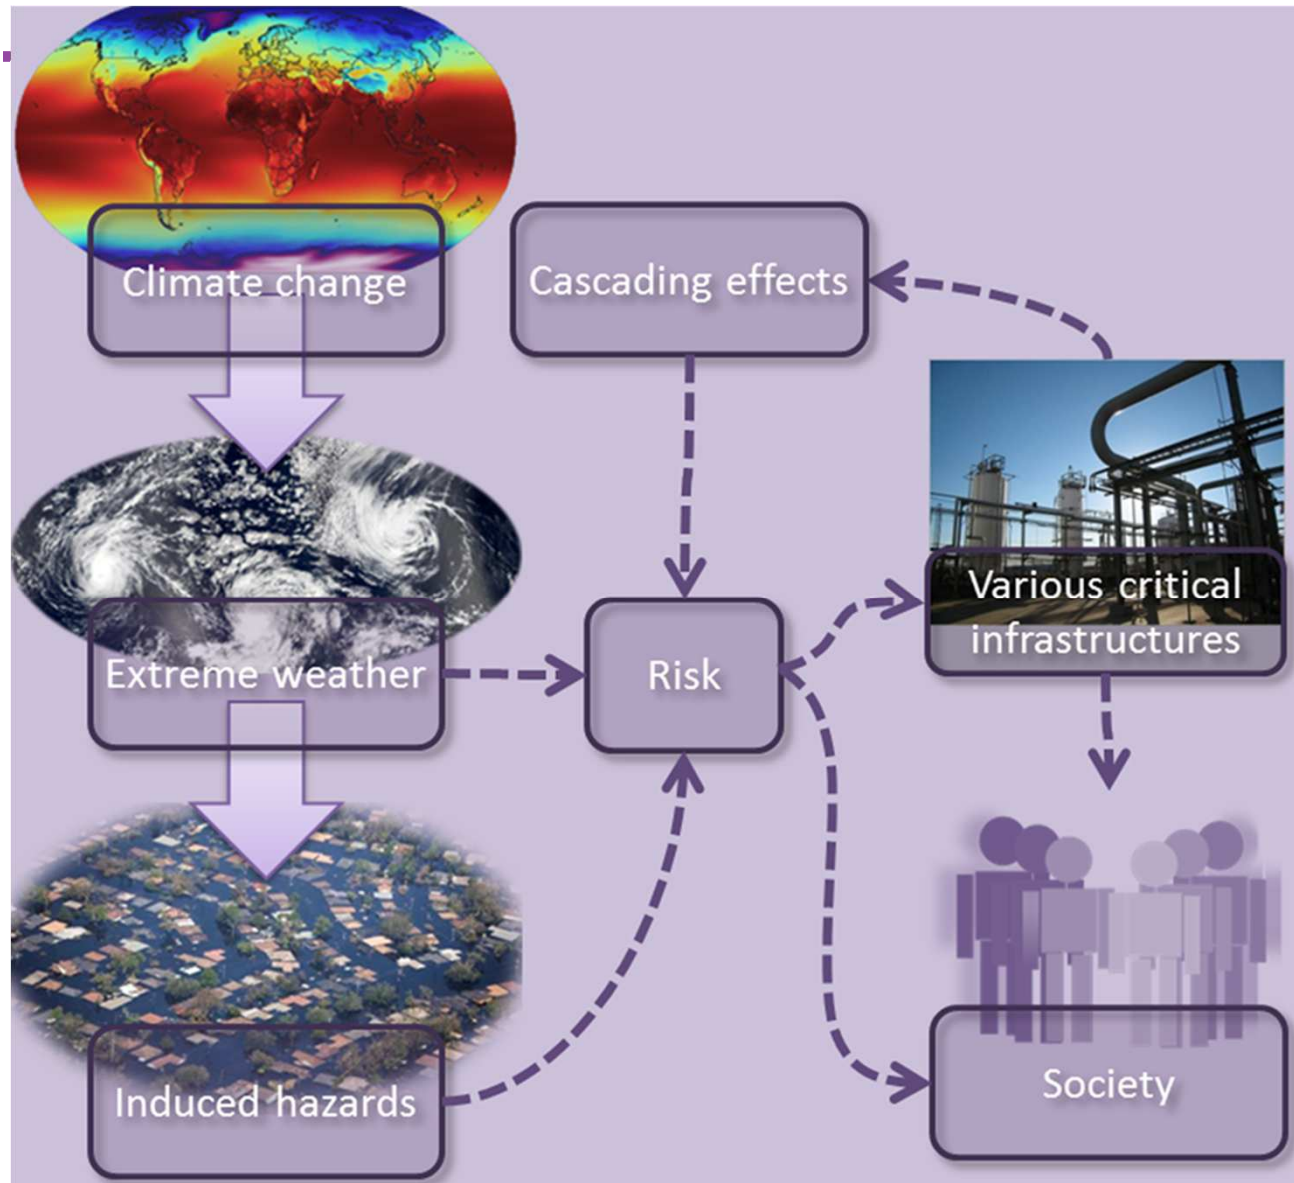 Climate change
Cascading effects
Various critical
infrastructures
Extreme weather
Risk
Induced hazards
Society